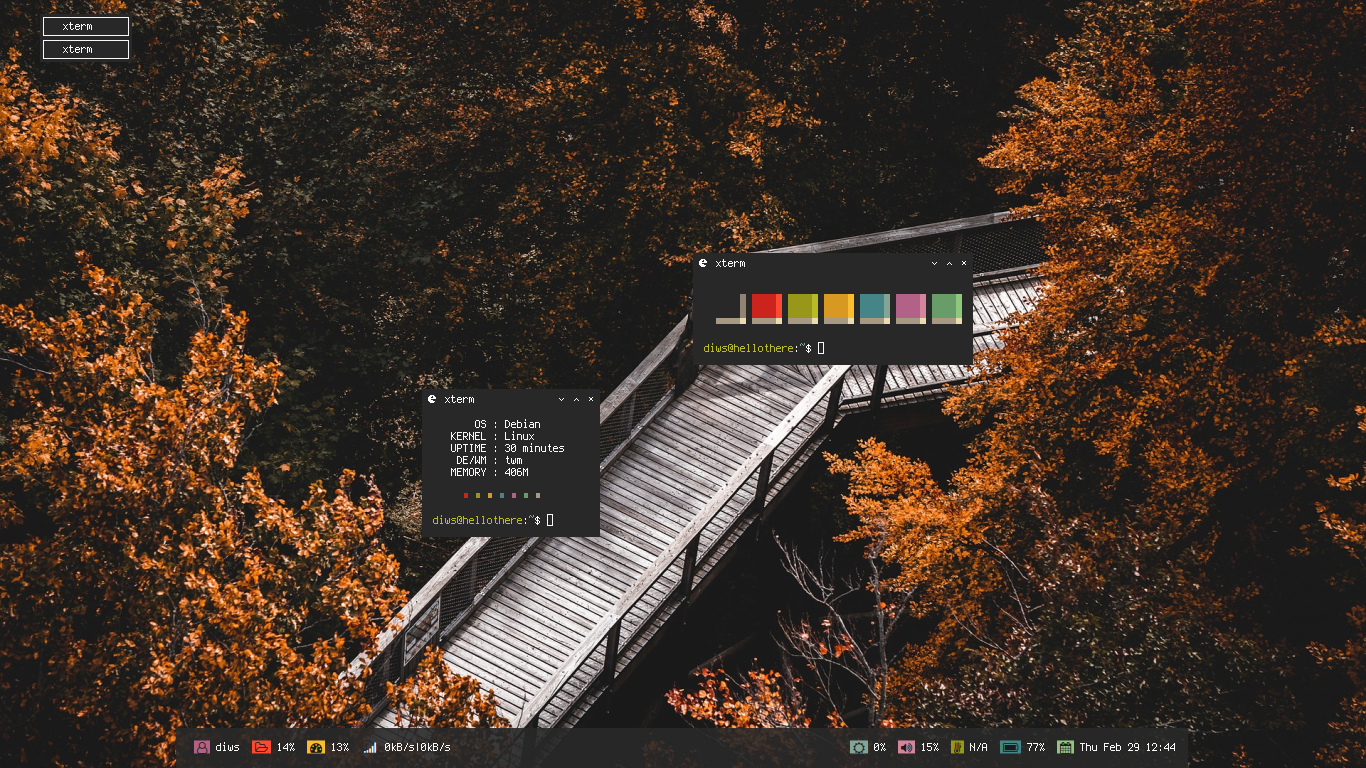 xterm
xterm
xterm
diws@hellothere:~$
xterm
OS : Debian
KERNEL : Linux
UPTIME : 30 minutes
DE/WM : twm
MEMORY : 406M
diws@hellothere:~$
diws 14% 13% 0kB/s|0kB/s 0% 15% N/A 77% Thu Feb 29 12:44